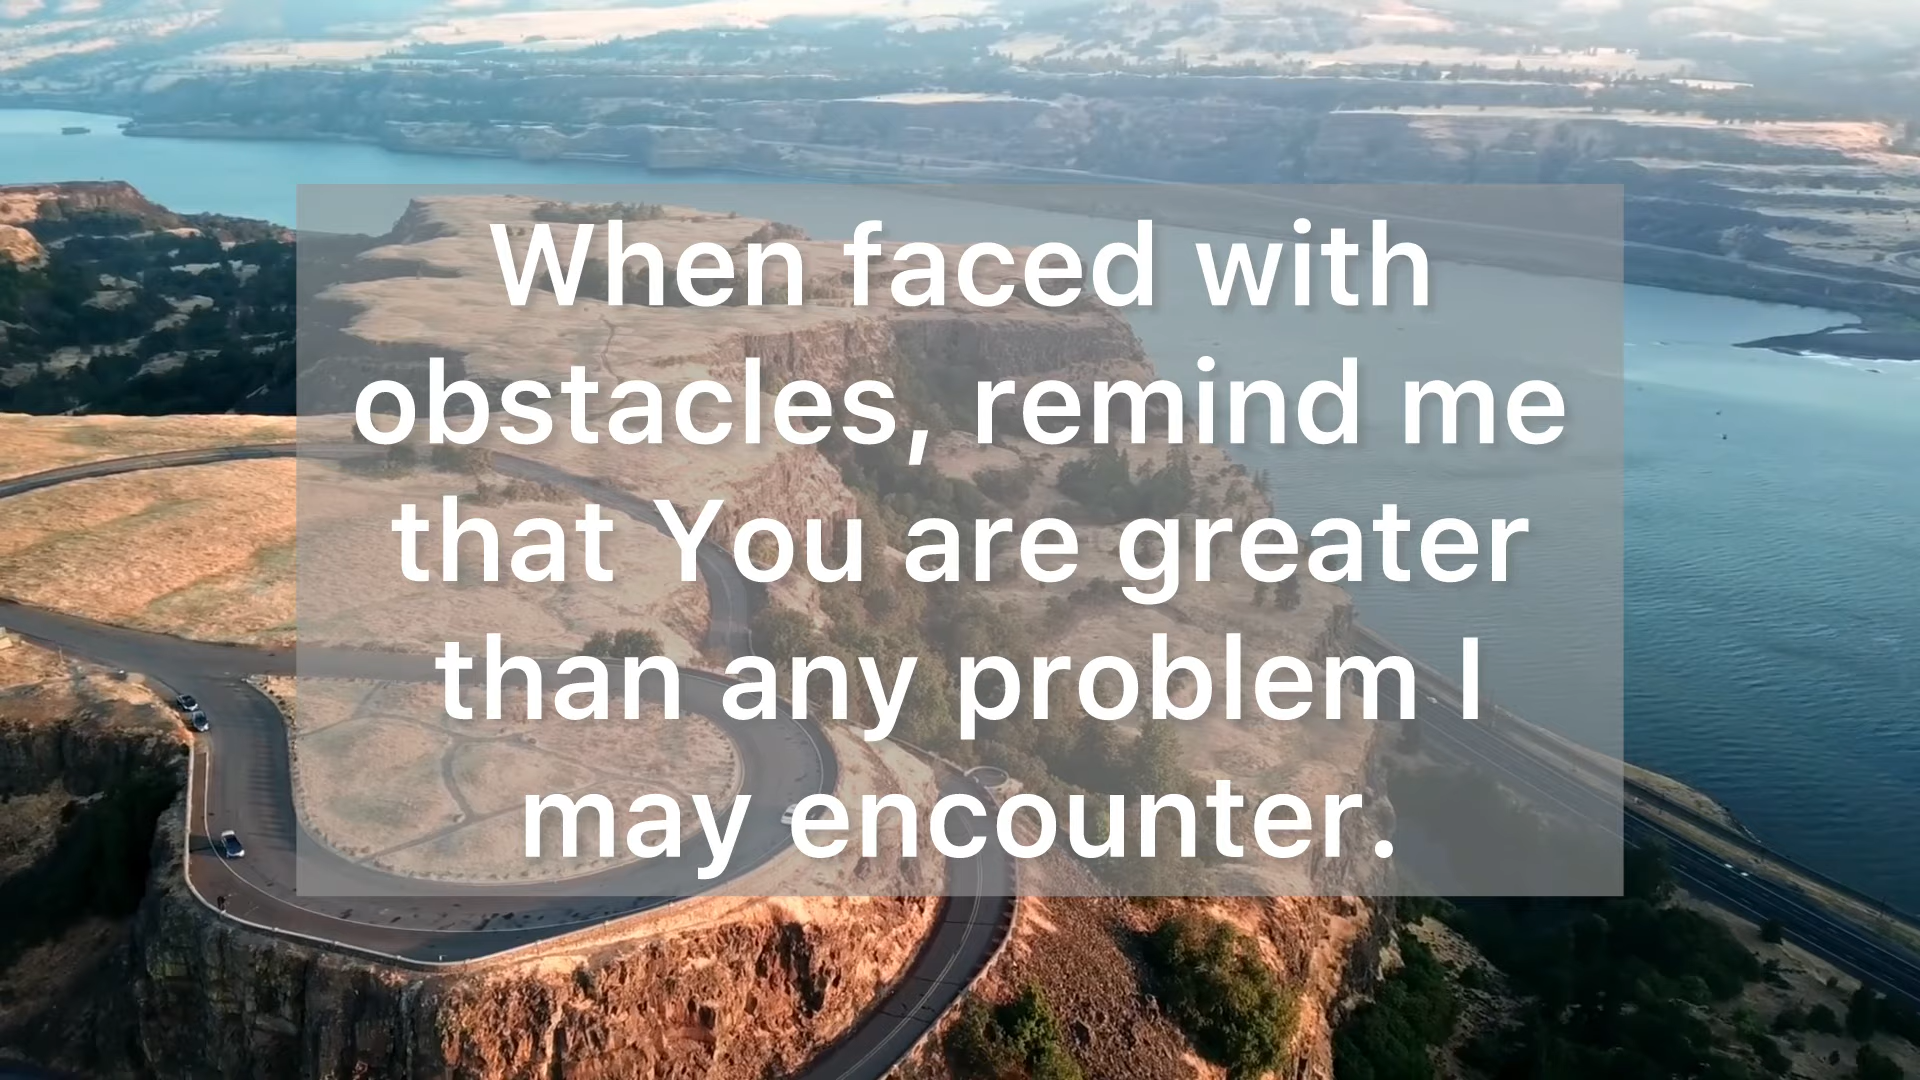 When faced with
obstacles, remind me
that You are greater
than any problem I
may encounter.